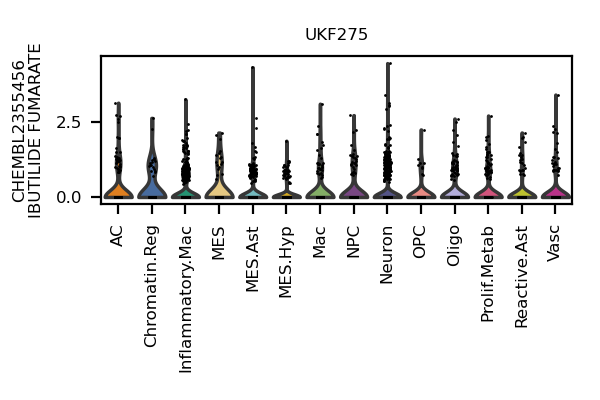 UKF275
CHEMBL2355456
IBUTILIDE FUMARATE
2.5
0.0
AC
Chromatin.Reg
Inflammatory.Mac
MES
MES.Ast
MES.Hyp
Mac
NPC
Neuron
OPC
Oligo
Prolif.Metab
Reactive.Ast
Vasc